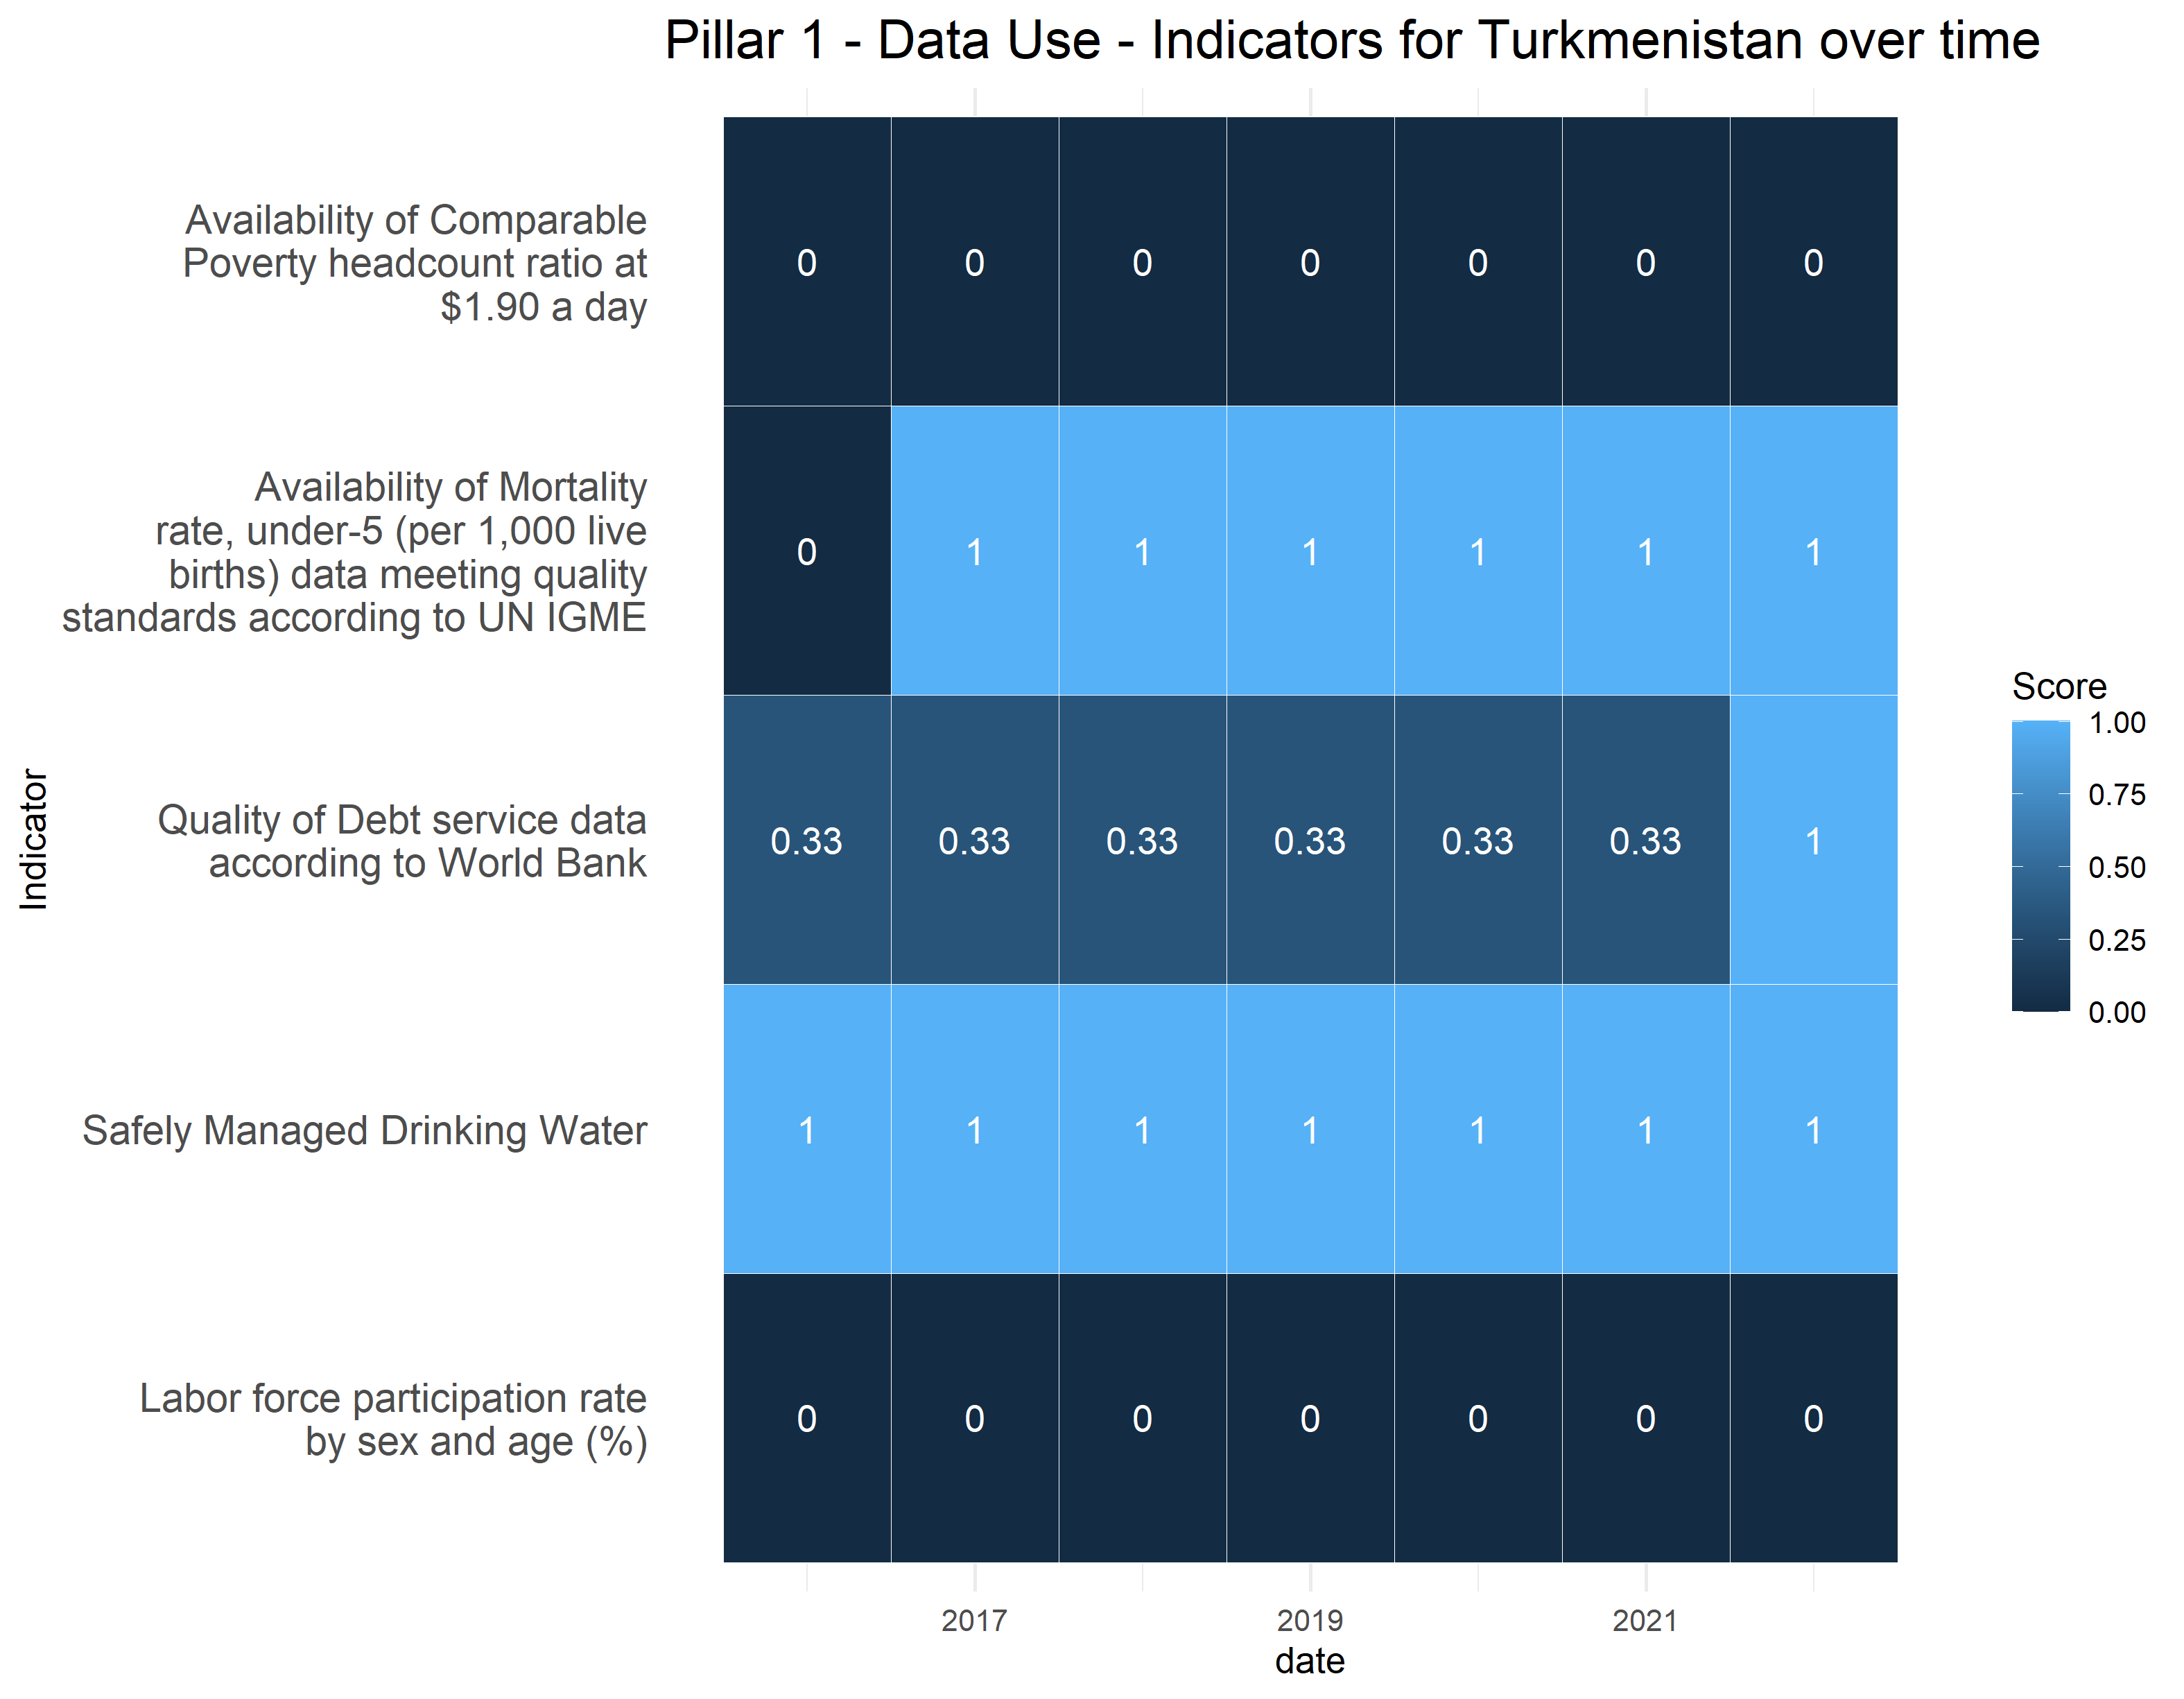 Pillar 1 - Data Use - Indicators for Turkmenistan over time
Availability of Comparable
Poverty headcount ratio at
$1.90 a day
0 0 0 0 0 0 0
Availability of Mortality
rate, under-5 (per 1,000 live
births) data meeting quality
standards according to UN IGME
0 1 1 1 1 1 1
Quality of Debt service data
according to World Bank
0.33 0.33 0.33 0.33 0.33 0.33 1
Safely Managed Drinking Water
1 1 1 1 1 1 1
Labor force participation rate
by sex and age (%)
0 0 0 0 0 0 0
Indicator
2017 2019 2021
date
Score
1.00
0.75
0.50
0.25
0.00